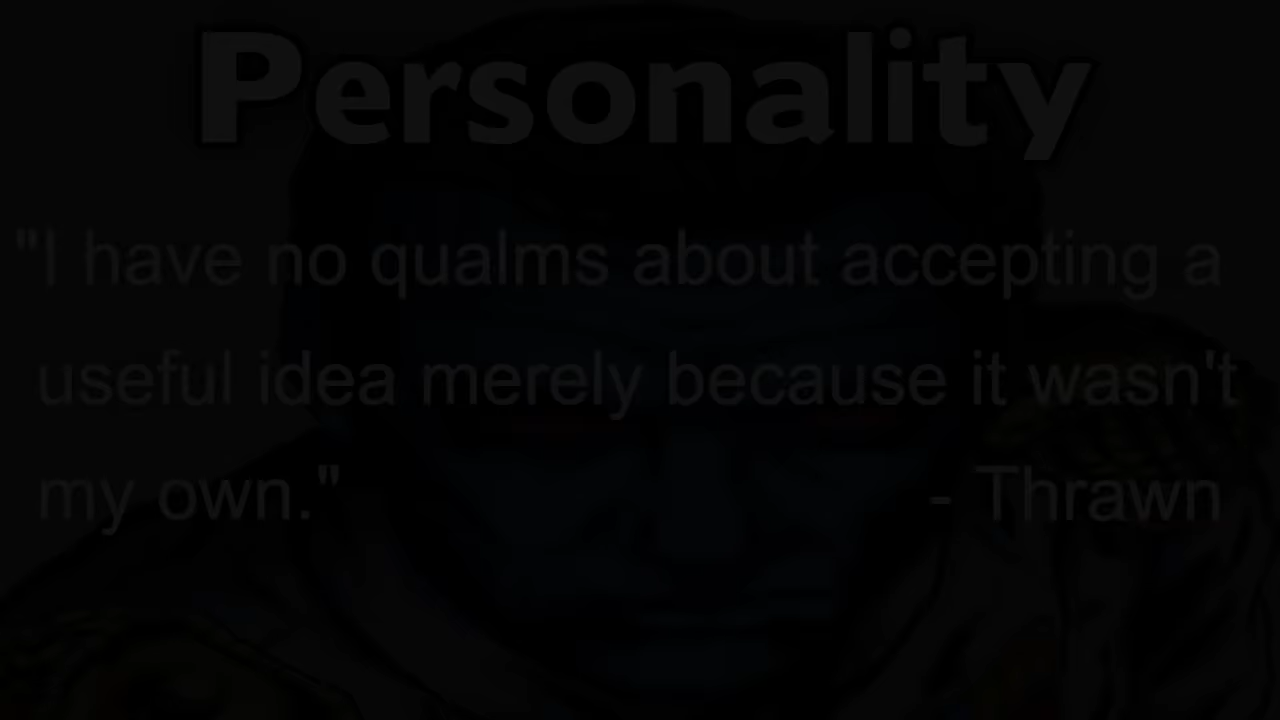 Personality
"I have no qualms about accepting a
useful idea merely because it wasn't
my own." - Thrawn